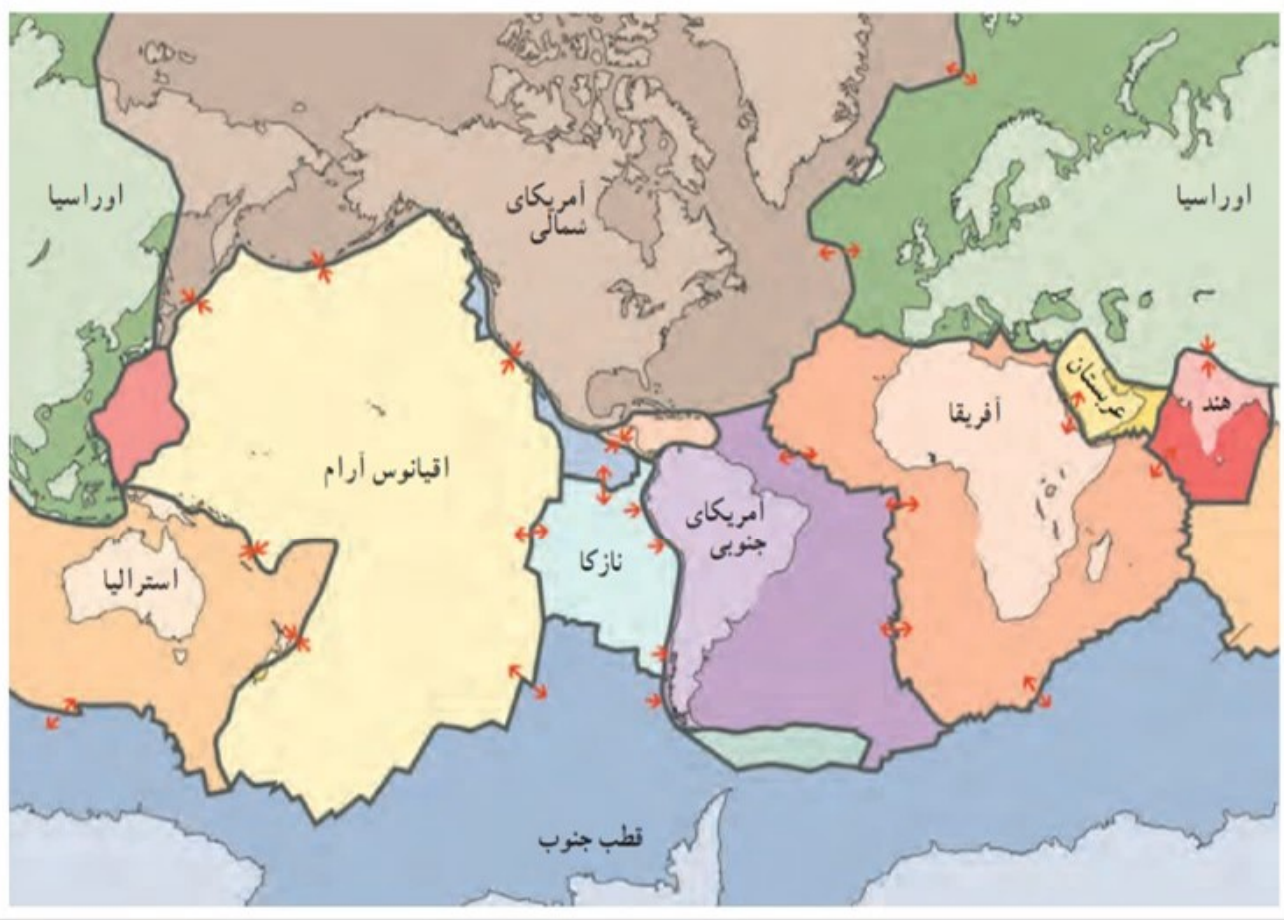 اوراسیا
آمریکای
شمالی
اوراسیا
عربستان
هند
آفریقا
اقیانوس آرام
آمریکای
جنوبی
نازکا
استرالیا
قطب جنوب